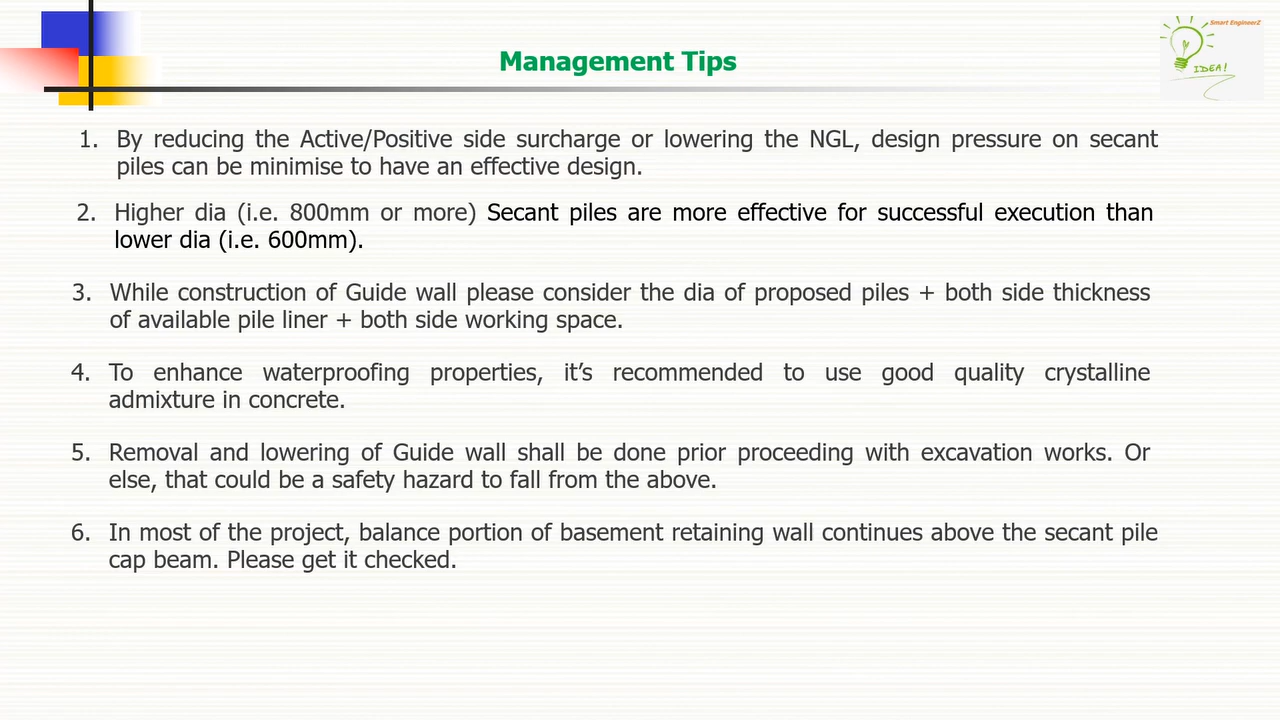 Smart EngineerZ
IDEA!
Management Tips
1. By reducing the Active/Positive side surcharge or lowering the NGL, design pressure on secant
piles can be minimise to have an effective design.
2. Higher dia (i.e. 800mm or more) Secant piles are more effective for successful execution than
lower dia (i.e. 600mm).
3. While construction of Guide wall please consider the dia of proposed piles + both side thickness
of available pile liner + both side working space.
4. To enhance waterproofing properties, it’s recommended to use good quality crystalline
admixture in concrete.
5. Removal and lowering of Guide wall shall be done prior proceeding with excavation works. Or
else, that could be a safety hazard to fall from the above.
6. In most of the project, balance portion of basement retaining wall continues above the secant pile
cap beam. Please get it checked.